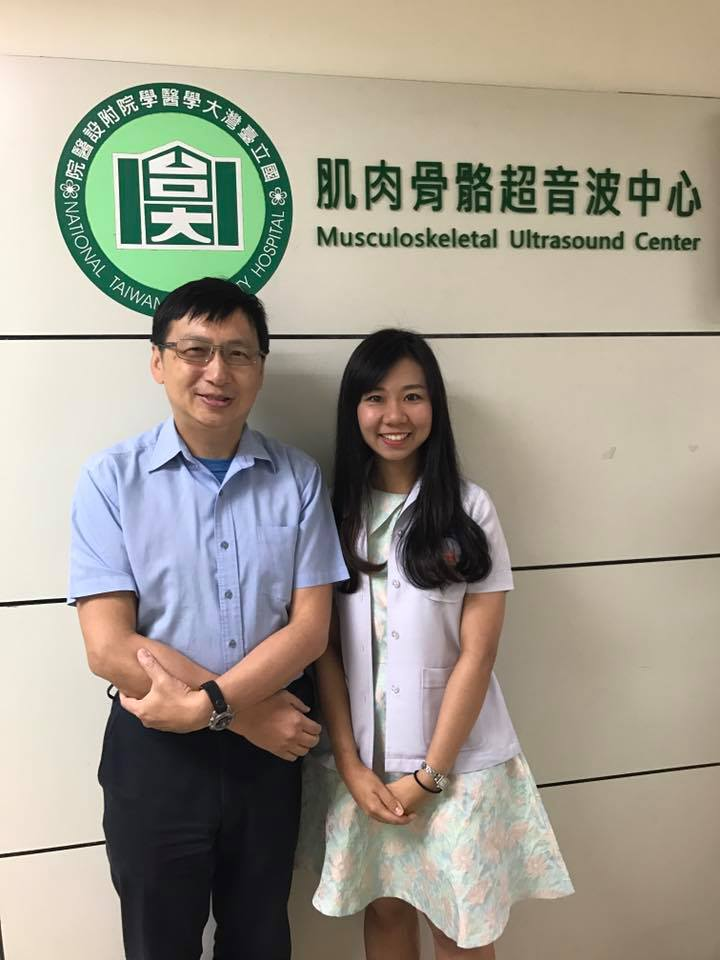 國立臺灣大學醫學院附設醫院
台大
NATIONAL TAIWAN HOSPITAL
肌肉骨骼超音波中心
Musculoskeletal Ultrasound Center